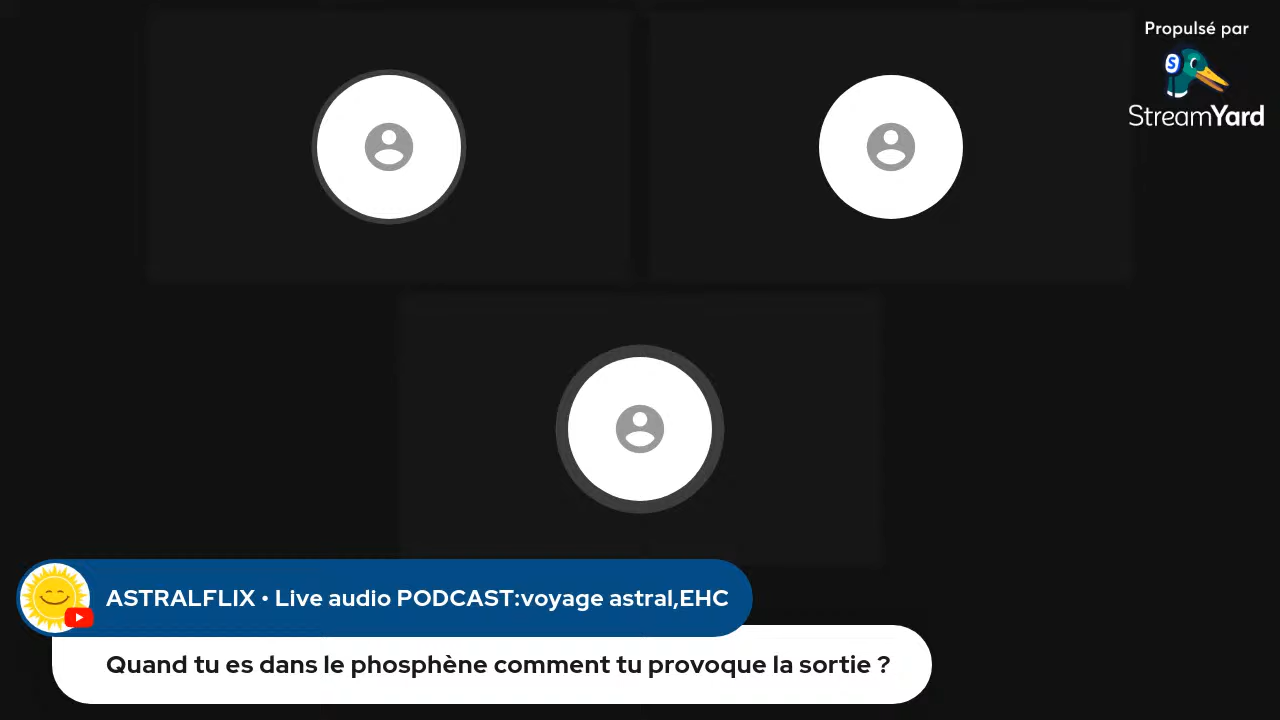 Propulsé par
StreamYard
ASTRALFLIX • Live audio PODCAST:voyage astral,EHC
Quand tu es dans le phosphène comment tu provoque la sortie ?